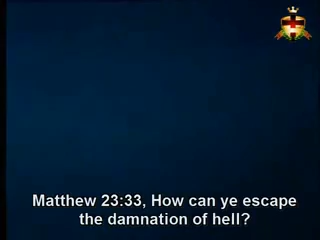 Matthew 23:33, How can ye escape
the damnation of hell?